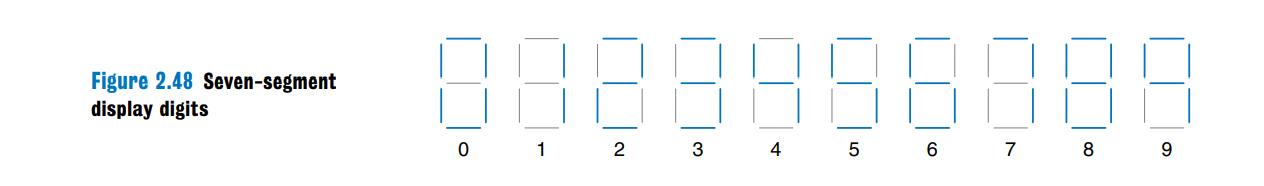 Figure 2.48 Seven-segment
display digits
0 1 2 3 4 5 6 7 8 9